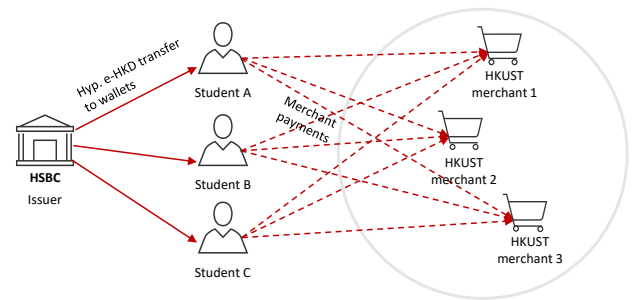 Hyp. e-HKD transfer
to wallets
HSBC
Issuer
Student A
Student B
Student C
Merchant
payments
HKUST
merchant 1
HKUST
merchant 2
HKUST
merchant 3